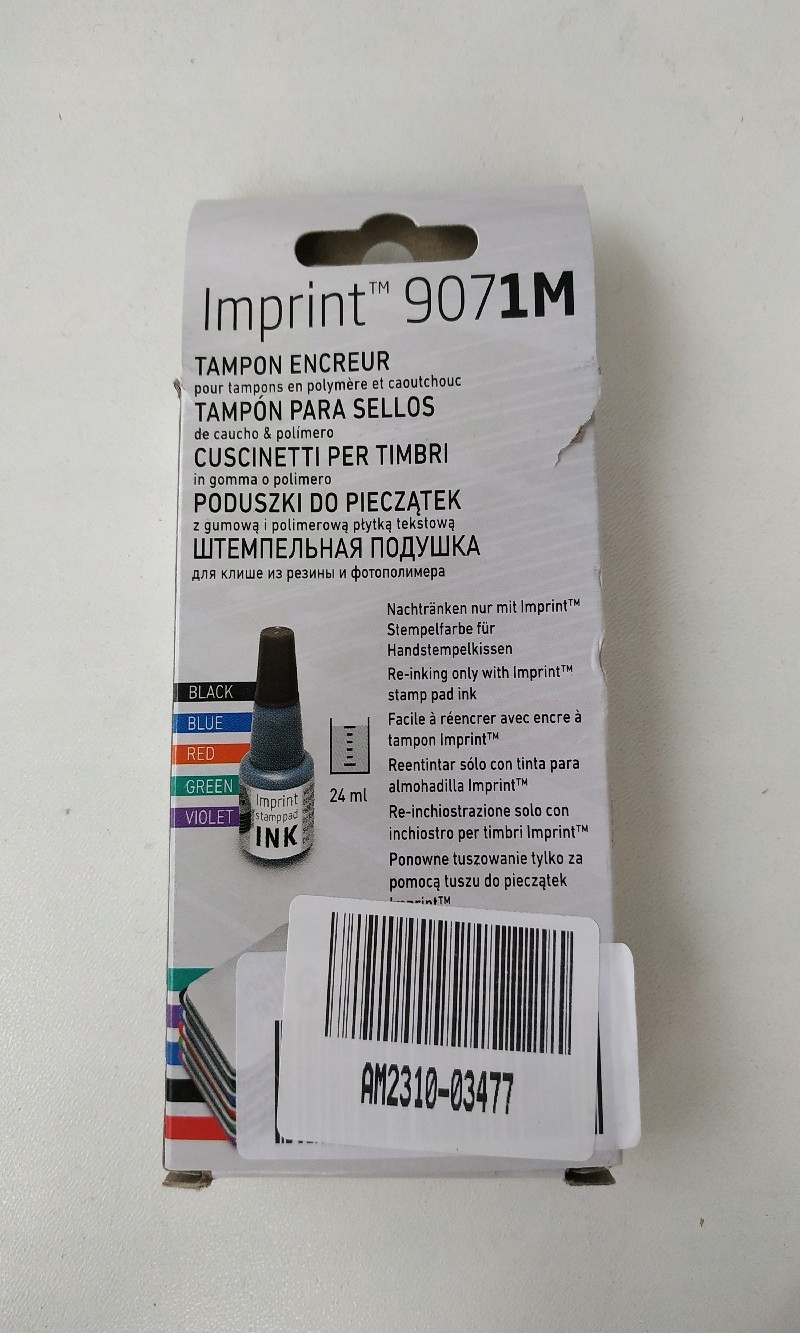 Imprint™ 9071M
TAMPON ENCREUR
pour tampons en polymère et caoutchouc
TAMPÓN PARA SELLOS
de caucho & polímero
CUSCINETTI PER TIMBRI
in gomma o polimero
PODUSZKI DO PIECZĄTEK
z gumową i polimerową płytką tekstową
ШТЕМПЕЛЬНАЯ ПОДУШКА
для клише из резины и фотополимера
BLACK
BLUE
RED
GREEN
VIOLET
Imprint
stamp pad
INK
24 ml
Nachtränken nur mit Imprint™
Stempelfarbe für
Handstempelkissen
Re-inking only with Imprint™
stamp pad ink
Facile à réencrer avec encre à
tampon Imprint™
Reentintar sólo con tinta para
almohadilla Imprint™
Re-inchiostrazione solo con
inchiostro per timbri Imprint™
Ponowne tuszowanie tylko za
pomocą tuszu do pieczątek
Imprint™
AM2310-03477